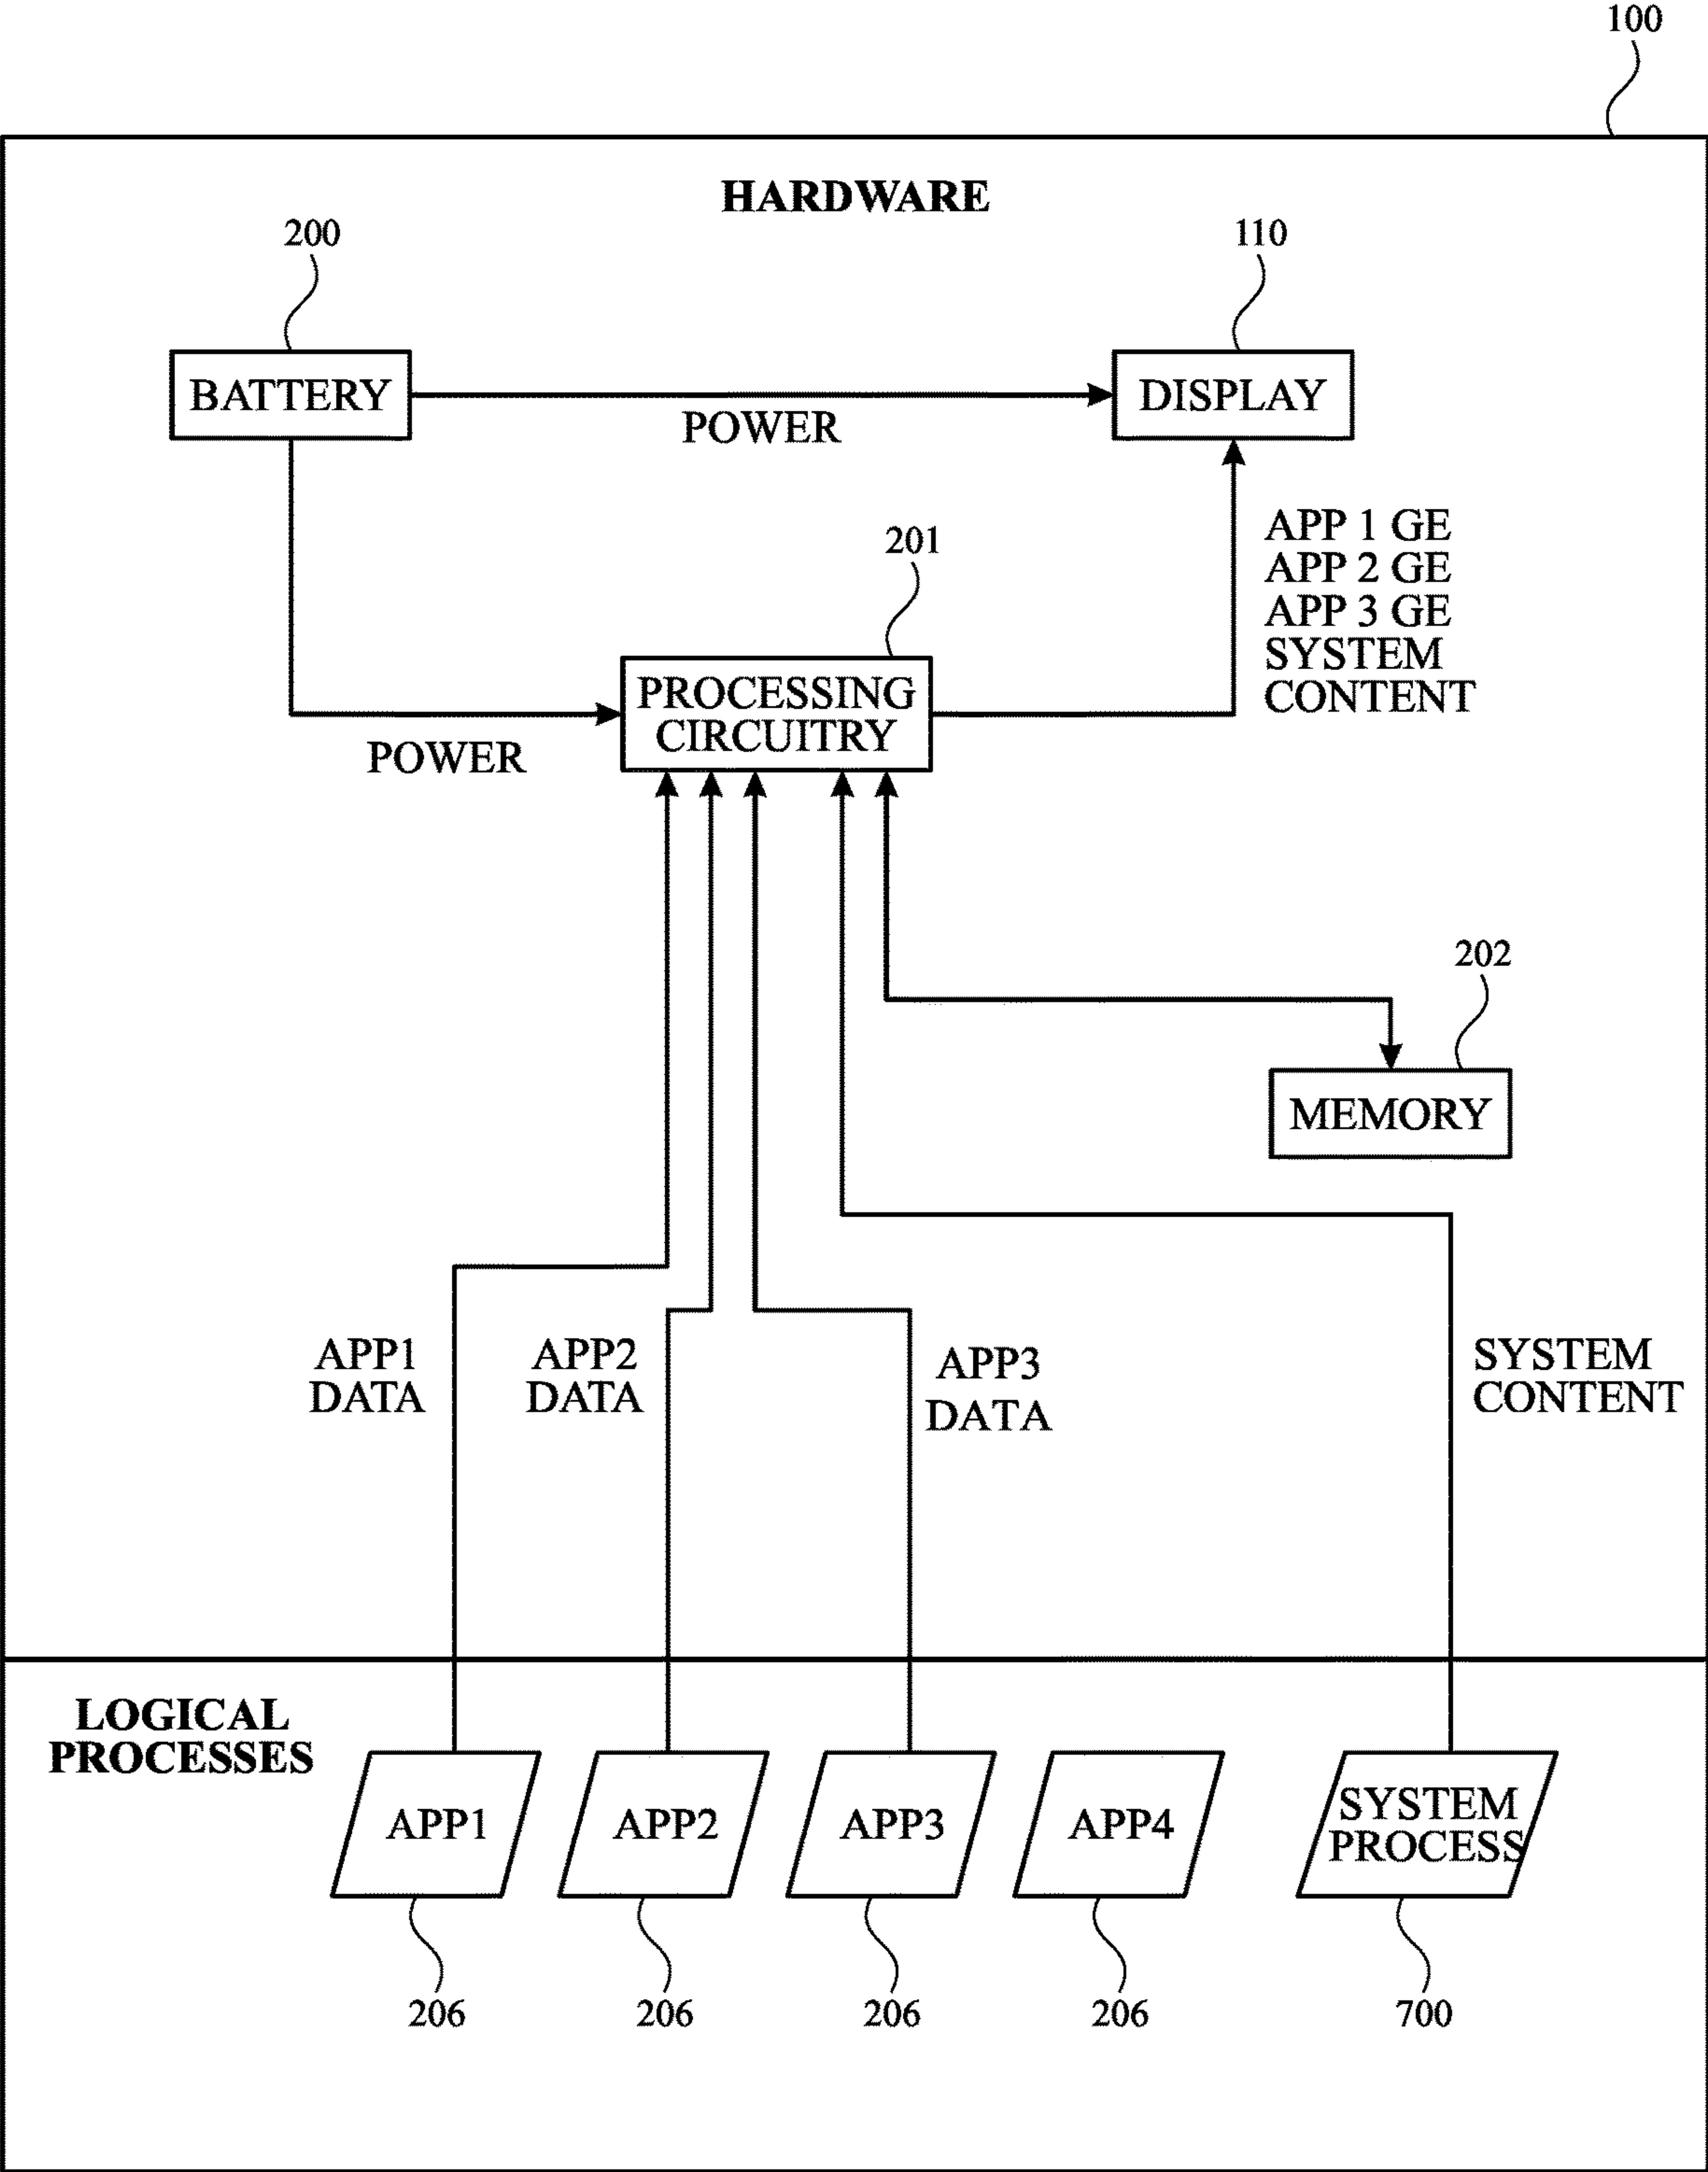 100
HARDWARE
200
110
BATTERY
DISPLAY
POWER
APP 1 GE
APP 2 GE
APP 3 GE
SYSTEM
CONTENT
201
PROCESSING
CIRCUITRY
POWER
202
MEMORY
APP1
DATA
APP2
DATA
APP3
DATA
SYSTEM
CONTENT
LOGICAL
PROCESSES
APP1
APP2
APP3
APP4
SYSTEM
PROCESS
206
206
206
206
700